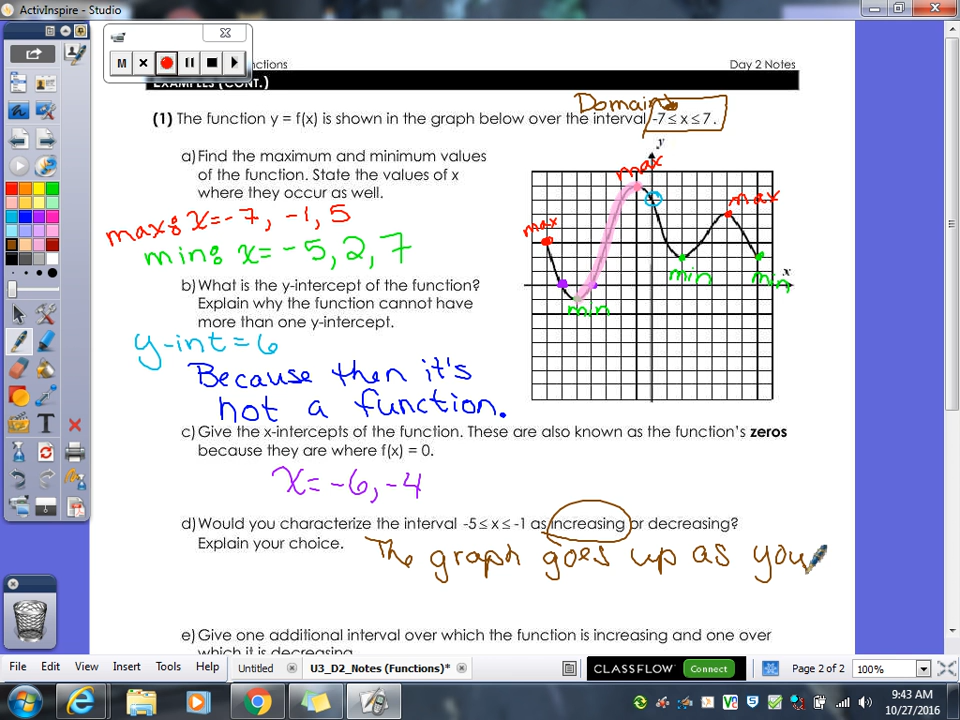 ActivInspire - Studio
M
nctions
Day 2 Notes
EXAMPLES (CONT.)
Domain
(1) The function y = f(x) is shown in the graph below over the interval -7 ≤ x ≤ 7 .
y
a) Find the maximum and minimum values
of the function. State the values of x
where they occur as well.
max: x = -7, -1, 5
min: x = -5, 2, 7
max
max
max
min
min
min
x
b) What is the y-intercept of the function?
Explain why the function cannot have
more than one y-intercept.
y-int = 6
Because then it's
not a function.
c) Give the x-intercepts of the function. These are also known as the function's zeros
because they are where f(x) = 0.
x = -6, -4
d) Would you characterize the interval -5 ≤ x ≤ -1 as increasing or decreasing?
Explain your choice.
The graph goes up as you
e) Give one additional interval over which the function is increasing and one over
which it is decreasing.
File Edit View Insert Tools Help
Untitled
U3_D2_Notes (Functions)*
CLASSFLOW Connect
Page 2 of 2
100%
9:43 AM
10/27/2016